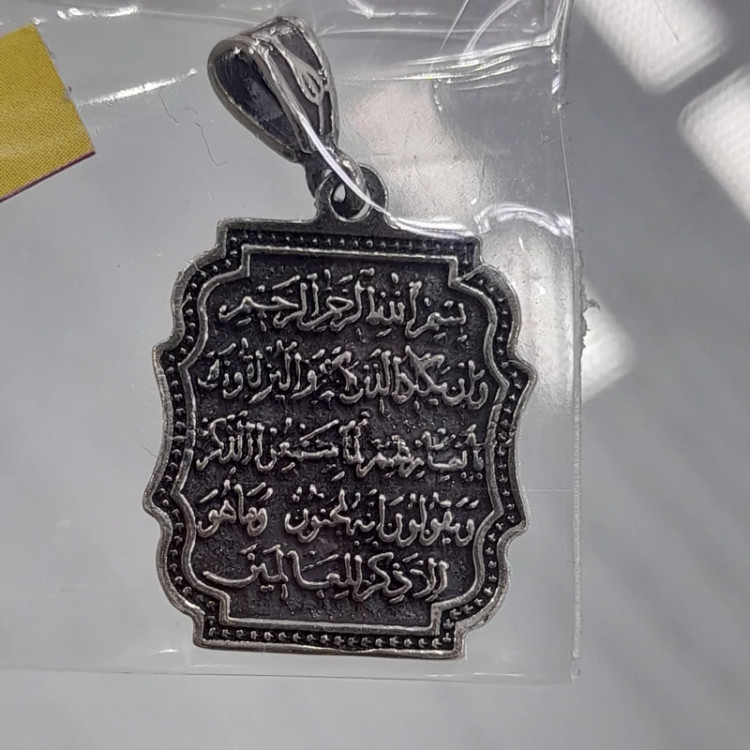 بسم الله الرحمن الرحيم
وان يكاد الذين كفروا ليزلقونك
بابصارهم لما سمعوا الذكر
ويقولون انه لمجنون وما هو
الا ذكر للعالمين